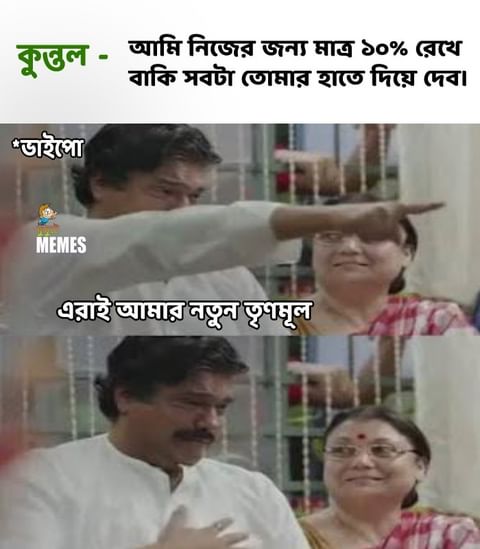 কুন্তল - আমি নিজের জন্য মাত্র ১০% রেখে
বাকি সবটা তোমার হাতে দিয়ে দেব।
*ভাইপো
MEMES
এরাই আমার নতুন তৃণমূল